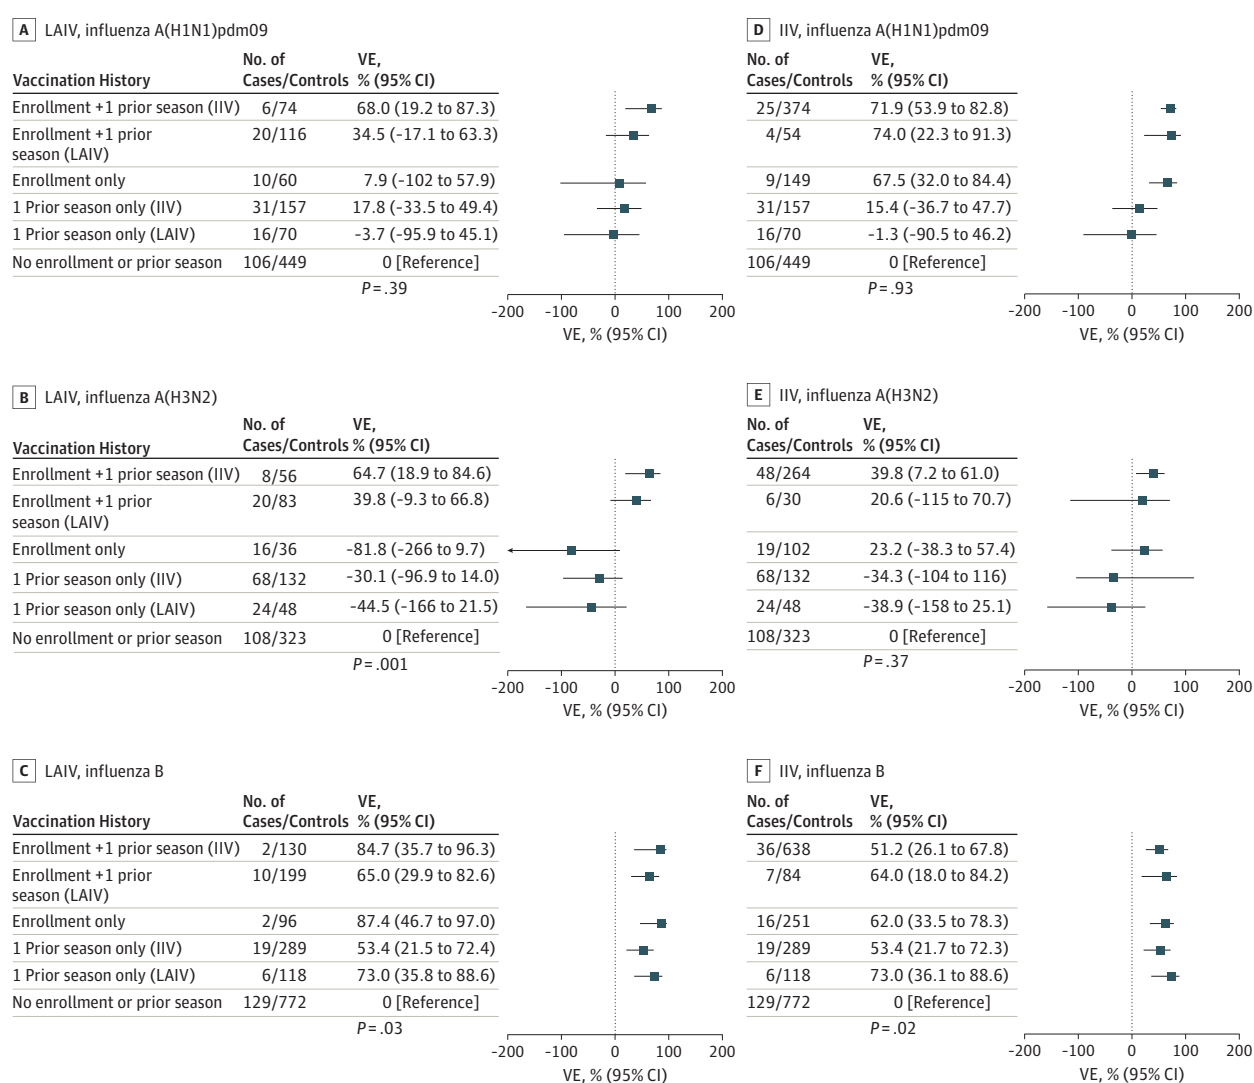 A LAIV, influenza A(H1N1)pdm09
Vaccination History No. of Cases/Controls VE, % (95% CI)
Enrollment +1 prior season (IIV) 6/74 68.0 (19.2 to 87.3)
Enrollment +1 prior season (LAIV) 20/116 34.5 (-17.1 to 63.3)
Enrollment only 10/60 7.9 (-102 to 57.9)
1 Prior season only (IIV) 31/157 17.8 (-33.5 to 49.4)
1 Prior season only (LAIV) 16/70 -3.7 (-95.9 to 45.1)
No enrollment or prior season 106/449 0 [Reference]
P = .39
-200 -100 0 100 200
VE, % (95% CI)
D IIV, influenza A(H1N1)pdm09
No. of Cases/Controls VE, % (95% CI)
25/374 71.9 (53.9 to 82.8)
4/54 74.0 (22.3 to 91.3)
9/149 67.5 (32.0 to 84.4)
31/157 15.4 (-36.7 to 47.7)
16/70 -1.3 (-90.5 to 46.2)
106/449 0 [Reference]
P = .93
-200 -100 0 100 200
VE, % (95% CI)
B LAIV, influenza A(H3N2)
Vaccination History No. of Cases/Controls VE, % (95% CI)
Enrollment +1 prior season (IIV) 8/56 64.7 (18.9 to 84.6)
Enrollment +1 prior season (LAIV) 20/83 39.8 (-9.3 to 66.8)
Enrollment only 16/36 -81.8 (-266 to 9.7)
1 Prior season only (IIV) 68/132 -30.1 (-96.9 to 14.0)
1 Prior season only (LAIV) 24/48 -44.5 (-166 to 21.5)
No enrollment or prior season 108/323 0 [Reference]
P = .001
-200 -100 0 100 200
VE, % (95% CI)
E IIV, influenza A(H3N2)
No. of Cases/Controls VE, % (95% CI)
48/264 39.8 (7.2 to 61.0)
6/30 20.6 (-115 to 70.7)
19/102 23.2 (-38.3 to 57.4)
68/132 -34.3 (-104 to 116)
24/48 -38.9 (-158 to 25.1)
108/323 0 [Reference]
P = .37
-200 -100 0 100 200
VE, % (95% CI)
C LAIV, influenza B
Vaccination History No. of Cases/Controls VE, % (95% CI)
Enrollment +1 prior season (IIV) 2/130 84.7 (35.7 to 96.3)
Enrollment +1 prior season (LAIV) 10/199 65.0 (29.9 to 82.6)
Enrollment only 2/96 87.4 (46.7 to 97.0)
1 Prior season only (IIV) 19/289 53.4 (21.5 to 72.4)
1 Prior season only (LAIV) 6/118 73.0 (35.8 to 88.6)
No enrollment or prior season 129/772 0 [Reference]
P = .03
-200 -100 0 100 200
VE, % (95% CI)
F IIV, influenza B
No. of Cases/Controls VE, % (95% CI)
36/638 51.2 (26.1 to 67.8)
7/84 64.0 (18.0 to 84.2)
16/251 62.0 (33.5 to 78.3)
19/289 53.4 (21.7 to 72.3)
6/118 73.0 (36.1 to 88.6)
129/772 0 [Reference]
P = .02
-200 -100 0 100 200
VE, % (95% CI)